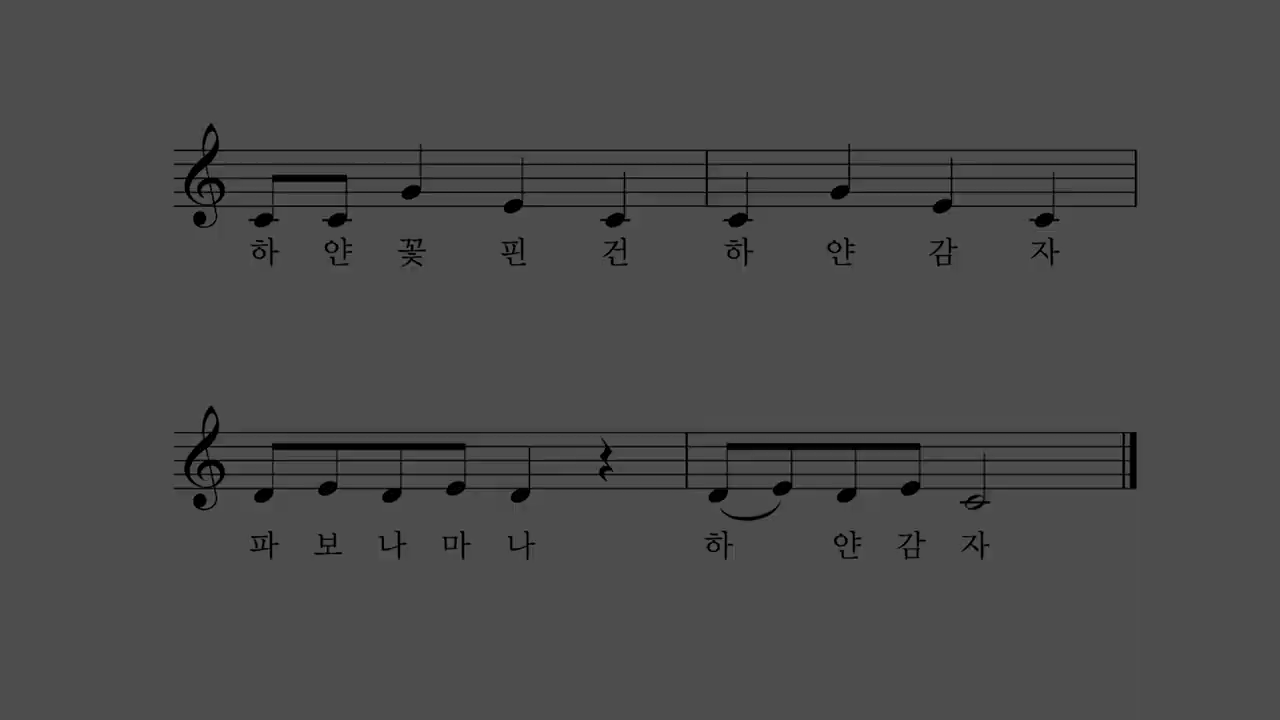 하 얀 꽃 핀 건 하 얀 감 자
파 보 나 마 나 하 얀 감 자